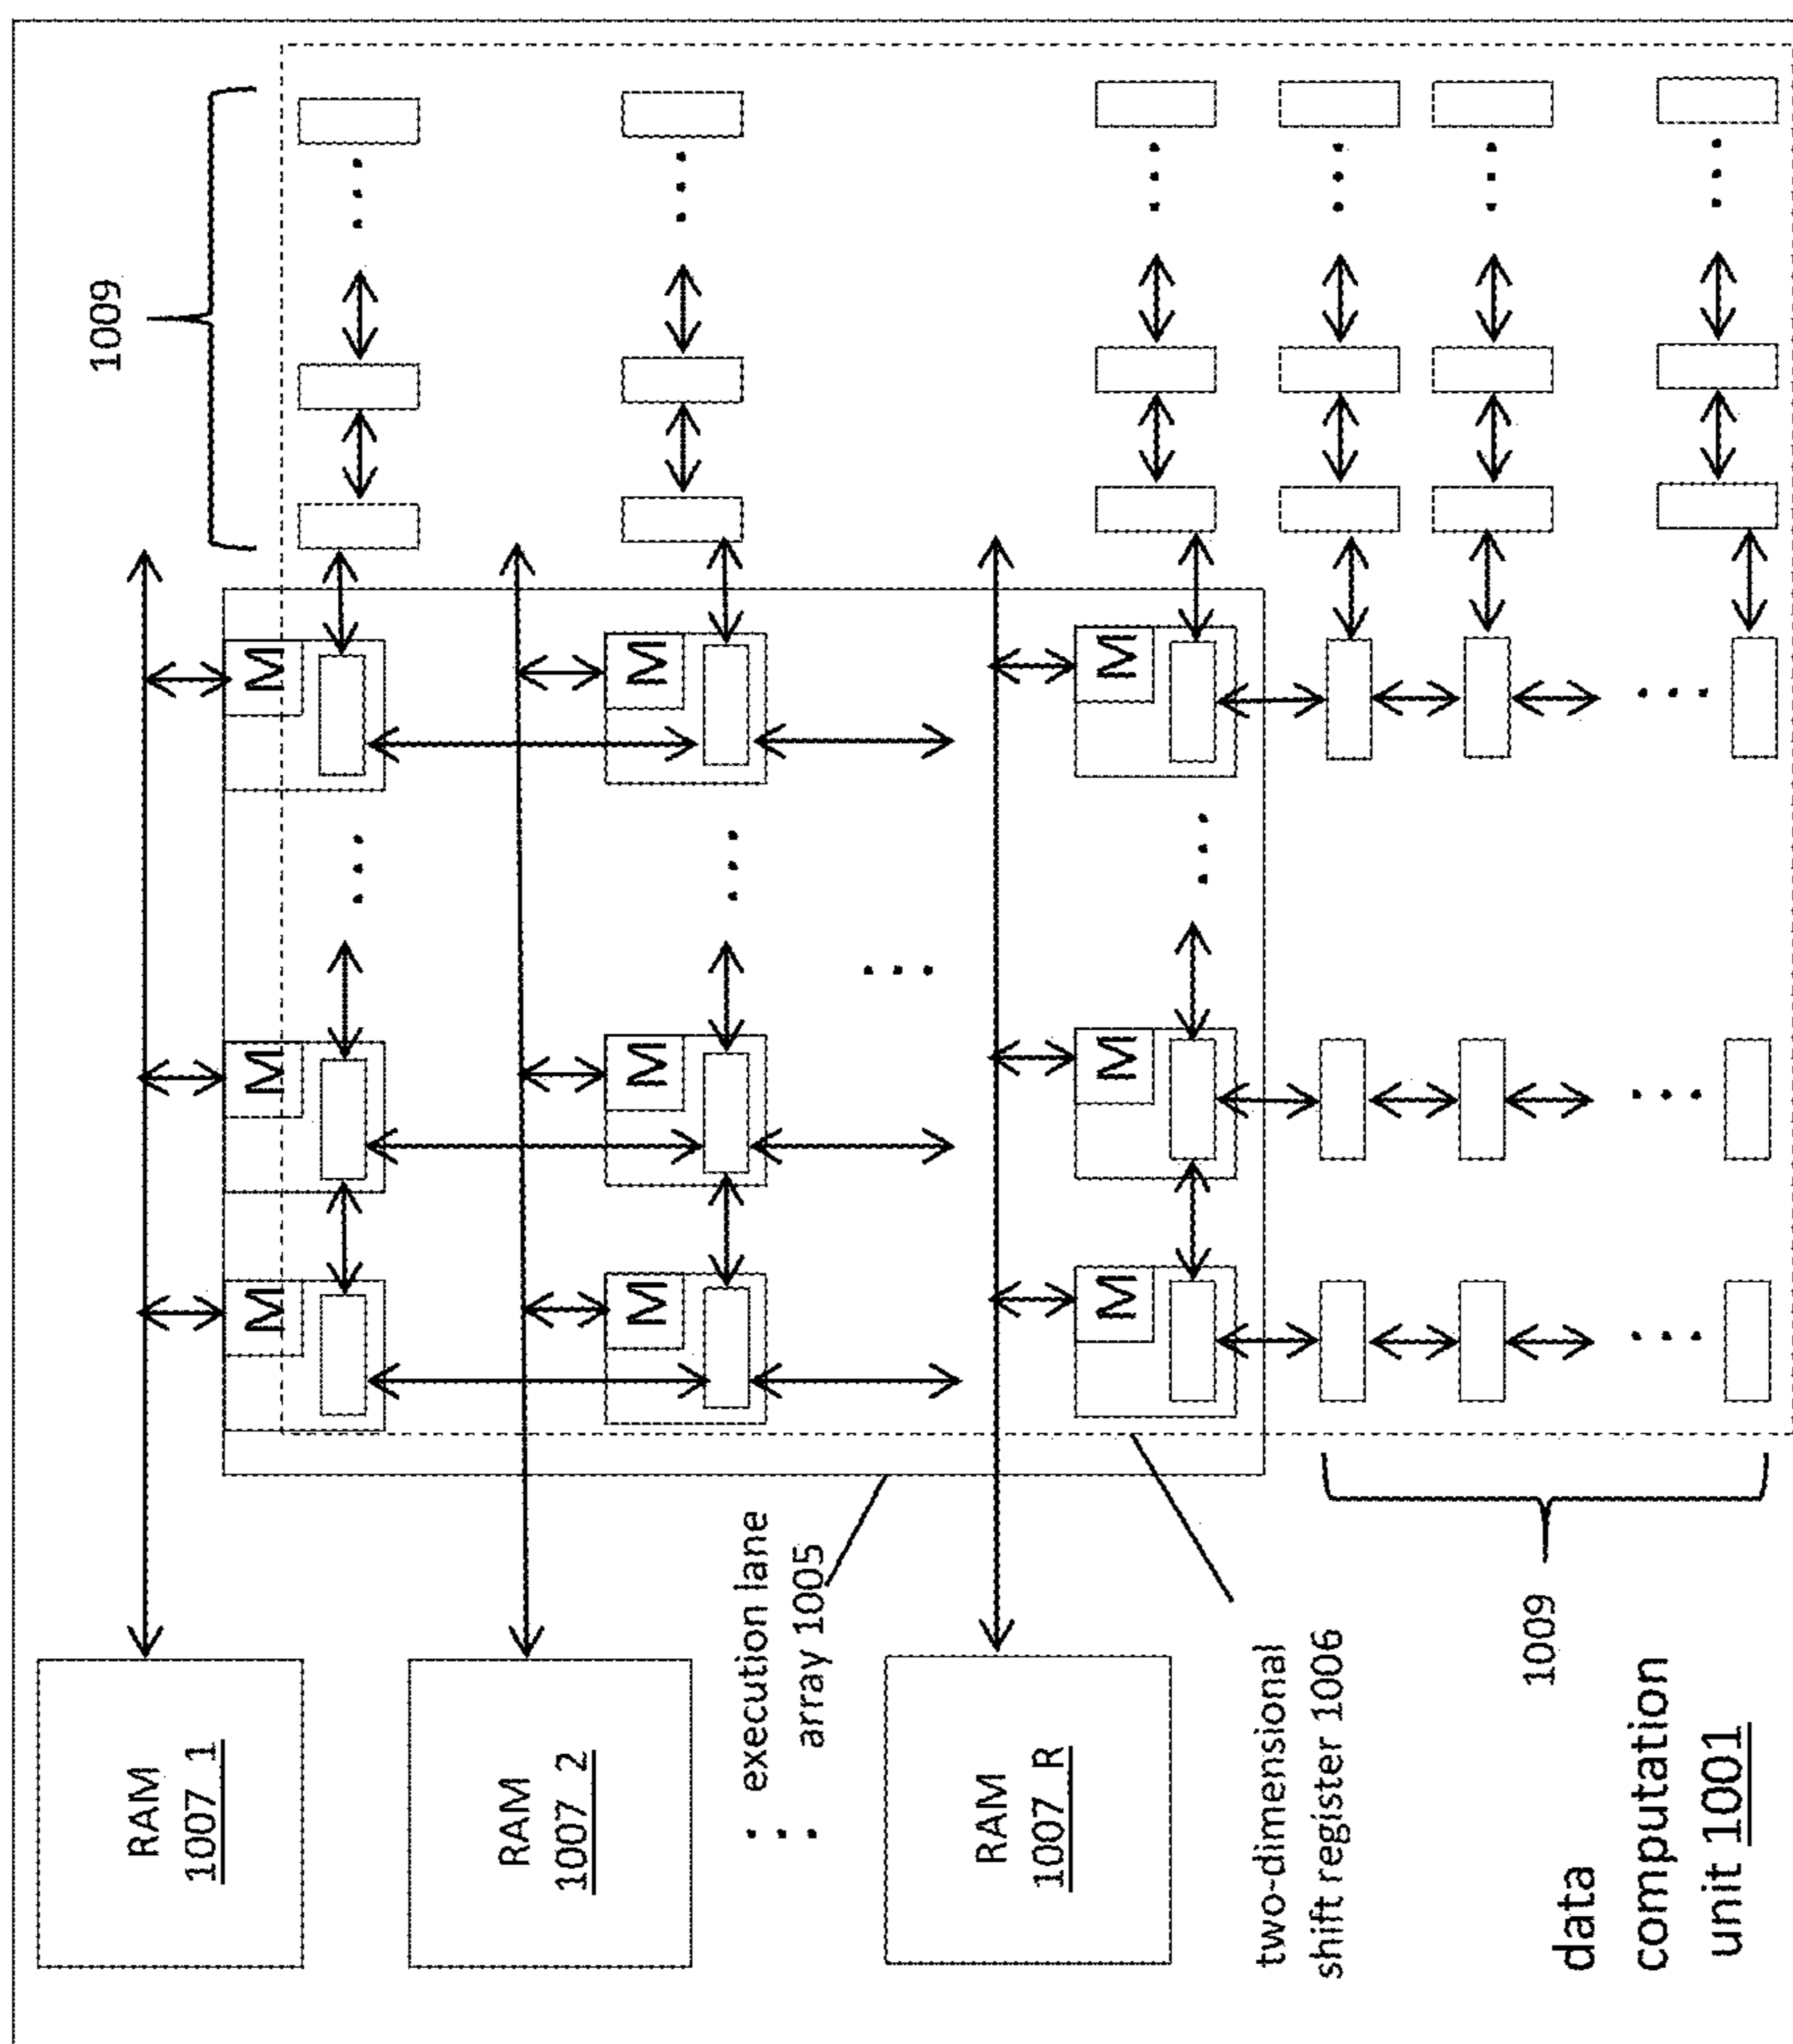 1009
RAM
1007_1
M
M
M
RAM
1007_2
M
M
M
execution lane
array 1005
RAM
1007_R
M
M
M
two-dimensional
shift register 1006
1009
data
computation
unit 1001